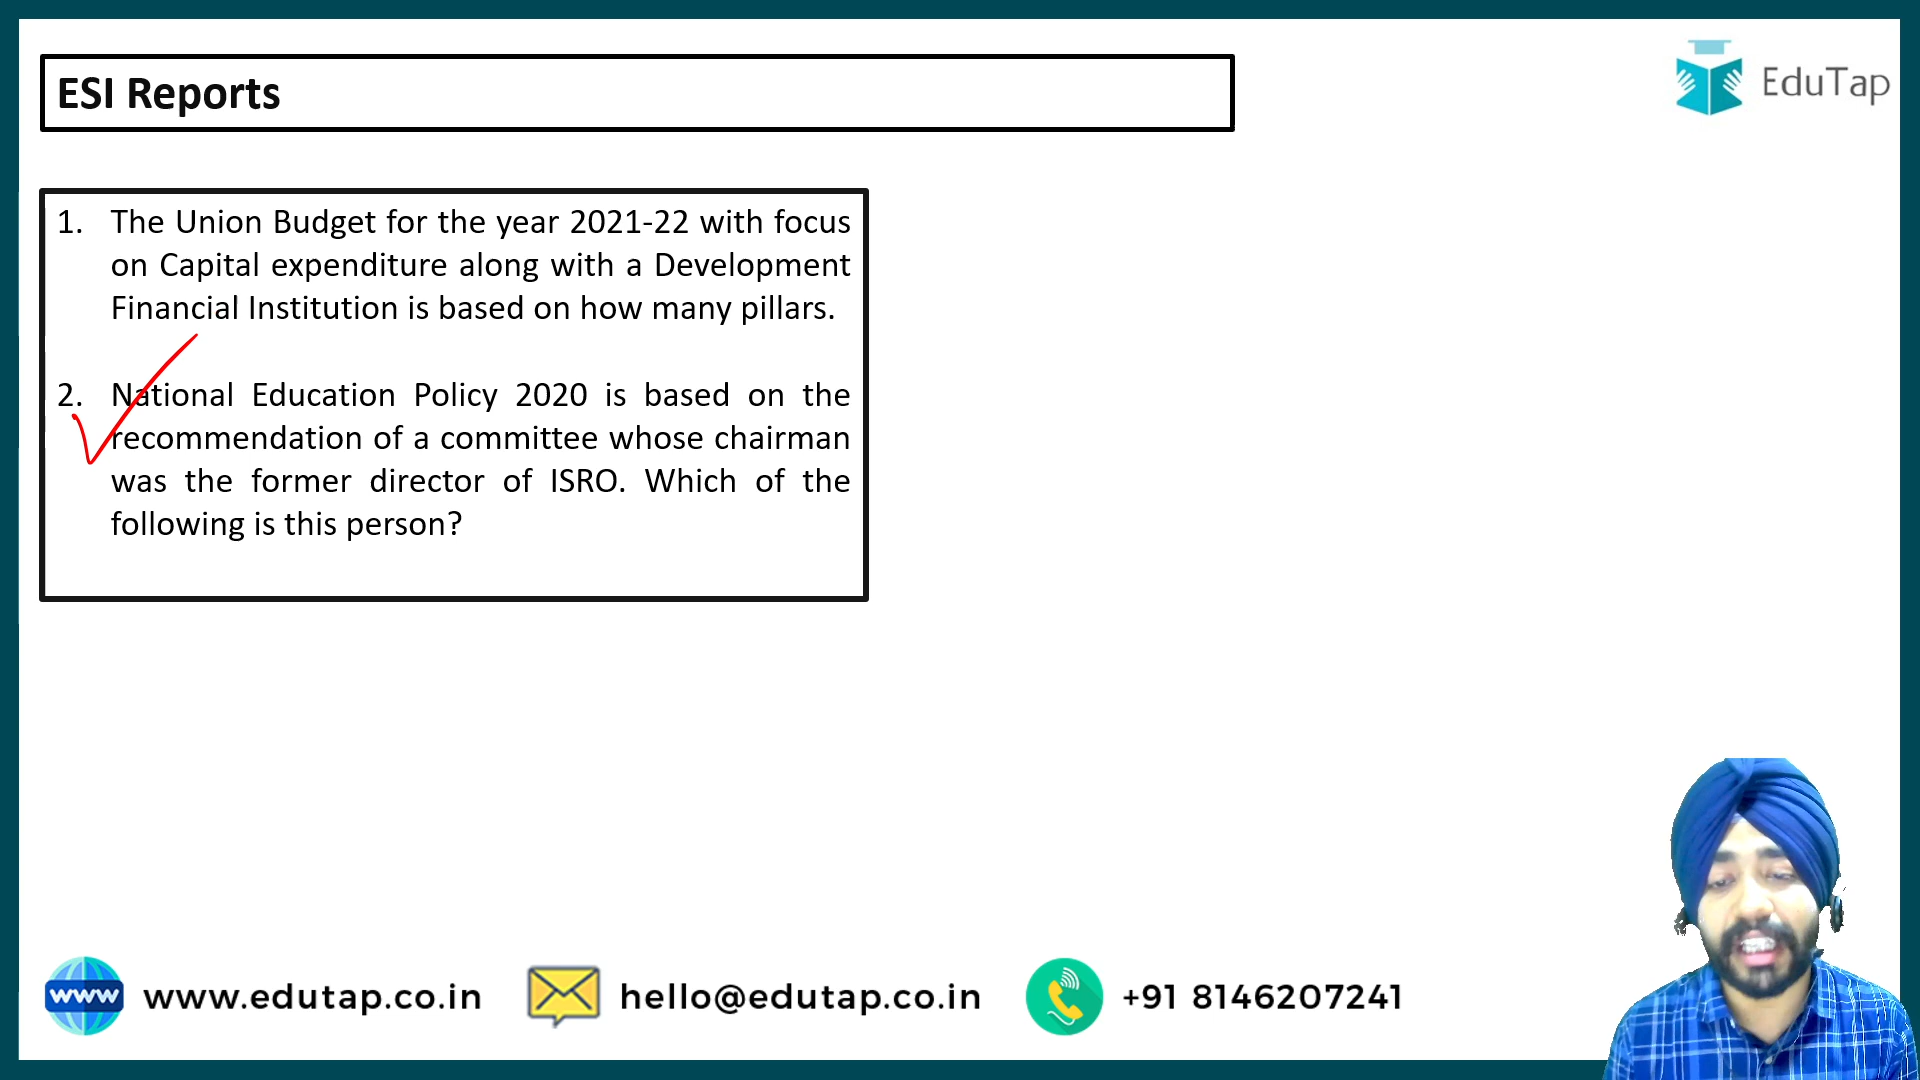 ESI Reports
EduTap
1. The Union Budget for the year 2021-22 with focus
on Capital expenditure along with a Development
Financial Institution is based on how many pillars.
2. National Education Policy 2020 is based on the
recommendation of a committee whose chairman
was the former director of ISRO. Which of the
following is this person?
www www.edutap.co.in hello@edutap.co.in +91 8146207241